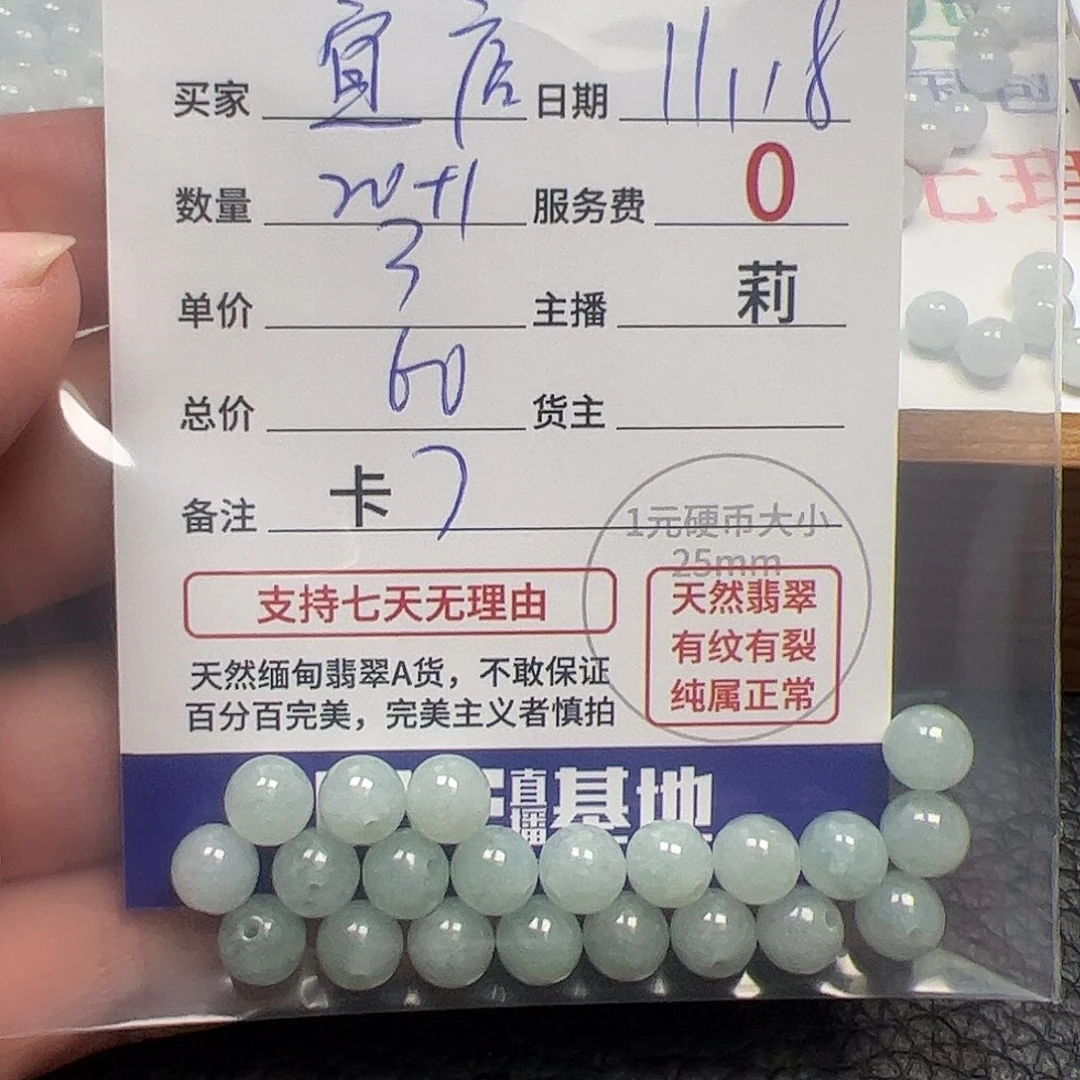 买家 宜店 日期 11,18
数量 20+1 服务费 0
单价 3 主播 莉
总价 60 货主
备注 卡7
1元硬币大小
25mm
支持七天无理由
天然翡翠
有纹有裂
纯属正常
天然缅甸翡翠A货，不敢保证
百分百完美，完美主义者慎拍
直播基地